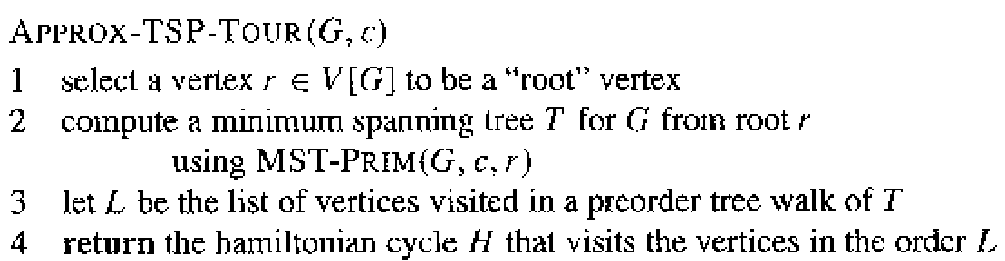 APPROX-TSP-TOUR(G, c)
1 select a vertex r ∈ V[G] to be a “root” vertex
2 compute a minimum spanning tree T for G from root r
using MST-PRIM(G, c, r)
3 let L be the list of vertices visited in a preorder tree walk of T
4 return the hamiltonian cycle H that visits the vertices in the order L